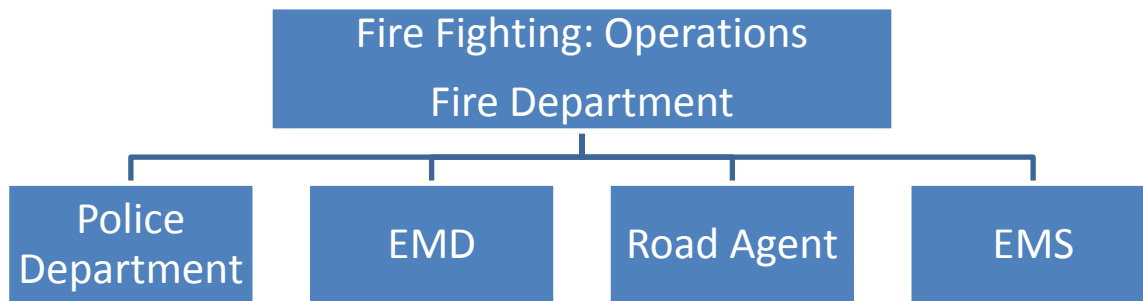 Fire Fighting: Operations
Fire Department
Police
Department
EMD
Road Agent
EMS